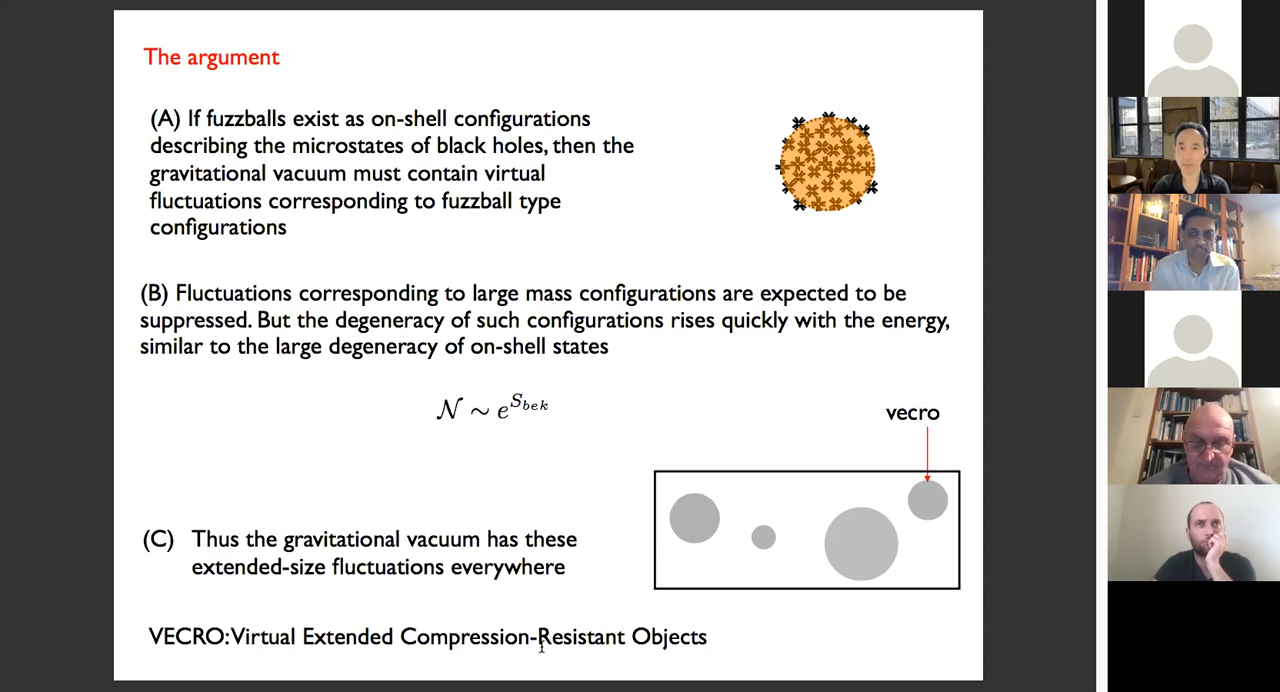 The argument
(A) If fuzzballs exist as on-shell configurations
describing the microstates of black holes, then the
gravitational vacuum must contain virtual
fluctuations corresponding to fuzzball type
configurations
(B) Fluctuations corresponding to large mass configurations are expected to be
suppressed. But the degeneracy of such configurations rises quickly with the energy,
similar to the large degeneracy of on-shell states
𝒩 ~ e^{S_{bek}}
vecro
(C) Thus the gravitational vacuum has these
extended-size fluctuations everywhere
VECRO: Virtual Extended Compression-Resistant Objects